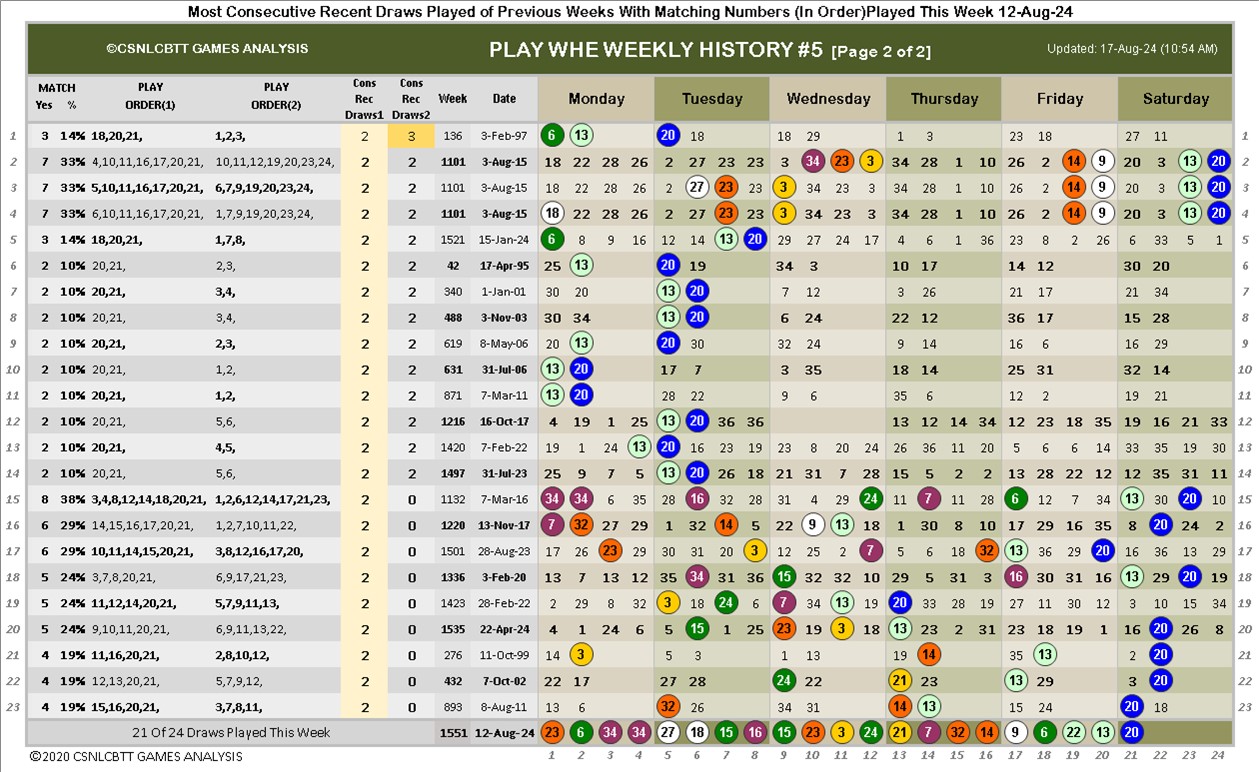 Most Consecutive Recent Draws Played of Previous Weeks With Matching Numbers (In Order)Played This Week 12-Aug-24
©CSNLCBTT GAMES ANALYSIS PLAY WHE WEEKLY HISTORY #5 [Page 2 of 2] Updated: 17-Aug-24 (10:54 AM)
MATCH Yes % PLAY ORDER(1) PLAY ORDER(2) Cons Rec Draws1 Cons Rec Draws2 Week Date Monday Tuesday Wednesday Thursday Friday Saturday
1 3 14% 18,20,21, 1,2,3, 2 3 136 3-Feb-97 6 13 20 18 18 29 1 3 23 18 27 11 1
2 7 33% 4,10,11,16,17,20,21, 10,11,12,19,20,23,24, 2 2 1101 3-Aug-15 18 22 28 26 2 27 23 23 3 34 23 3 34 28 1 10 26 2 14 9 20 3 13 20 2
3 7 33% 5,10,11,16,17,20,21, 6,7,9,19,20,23,24, 2 2 1101 3-Aug-15 18 22 28 26 2 27 23 23 3 34 23 3 34 28 1 10 26 2 14 9 20 3 13 20 3
4 7 33% 6,10,11,16,17,20,21, 1,7,9,19,20,23,24, 2 2 1101 3-Aug-15 18 22 28 26 2 27 23 23 3 34 23 3 34 28 1 10 26 2 14 9 20 3 13 20 4
5 3 14% 18,20,21, 1,7,8, 2 2 1521 15-Jan-24 6 8 9 16 12 14 13 20 29 27 24 17 4 6 1 36 23 8 2 26 6 33 5 1 5
6 2 10% 20,21, 2,3, 2 2 42 17-Apr-95 25 13 20 19 34 3 10 17 14 12 30 20 6
7 2 10% 20,21, 3,4, 2 2 340 1-Jan-01 30 20 13 20 7 12 3 26 21 17 21 34 7
8 2 10% 20,21, 3,4, 2 2 488 3-Nov-03 30 34 13 20 6 24 22 12 36 17 15 28 8
9 2 10% 20,21, 2,3, 2 2 619 8-May-06 20 13 20 30 32 24 9 14 16 6 16 29 9
10 2 10% 20,21, 1,2, 2 2 631 31-Jul-06 13 20 17 7 3 35 18 14 25 31 32 14 10
11 2 10% 20,21, 1,2, 2 2 871 7-Mar-11 13 20 28 22 9 6 35 6 12 2 19 21 11
12 2 10% 20,21, 5,6, 2 2 1216 16-Oct-17 4 19 1 25 13 20 36 36 13 12 14 34 12 23 18 35 19 16 21 33 12
13 2 10% 20,21, 4,5, 2 2 1420 7-Feb-22 19 1 24 13 20 16 23 19 23 8 20 24 26 36 11 20 5 6 6 14 33 35 29 30 13
14 2 10% 20,21, 5,6, 2 2 1497 31-Jul-23 25 9 7 5 13 20 26 18 21 31 7 28 15 5 2 2 13 28 22 12 12 35 31 11 14
15 8 38% 3,4,8,12,14,18,20,21, 1,2,6,12,14,17,21,23, 2 0 1132 7-Mar-16 34 34 6 35 28 16 32 28 31 4 29 24 11 7 11 1 6 12 7 34 13 30 20 10 15
16 6 29% 14,15,16,17,20,21, 1,2,7,10,11,22, 2 0 1220 13-Nov-17 7 32 27 29 1 32 14 5 22 9 13 18 1 30 8 10 17 29 16 35 8 20 24 2 16
17 6 29% 10,11,14,15,20,21, 3,8,12,16,17,20, 2 0 1501 28-Aug-23 17 26 23 29 30 31 20 3 12 25 2 7 5 6 18 32 13 36 29 20 16 36 13 29 17
18 5 24% 3,7,8,20,21, 6,9,17,21,23, 2 0 1336 3-Feb-20 13 7 13 12 35 34 31 36 15 32 32 10 29 5 31 3 16 30 31 16 13 29 20 19 18
19 5 24% 11,12,14,20,21, 5,7,9,11,13, 2 0 1423 28-Feb-22 2 29 8 32 3 18 24 6 7 34 13 19 20 33 28 19 27 11 30 12 3 10 15 34 19
20 5 24% 9,10,11,20,21, 6,9,11,13,22, 2 0 1535 22-Apr-24 4 1 24 6 5 15 1 25 23 19 3 18 13 23 2 31 23 18 19 1 16 20 26 8 20
21 4 19% 11,16,20,21, 2,8,10,12, 2 0 276 11-Oct-99 14 3 5 3 1 13 19 14 35 13 2 20 21
22 4 19% 12,13,20,21, 5,7,9,12, 2 0 432 7-Oct-02 22 17 27 28 24 4 21 23 13 29 3 20 22
23 4 19% 15,16,20,21, 3,7,8,11, 2 0 893 8-Aug-11 13 6 32 26 34 31 14 13 15 24 20 18 23
21 Of 24 Draws Played This Week 1551 12-Aug-24 23 6 34 34 27 18 15 16 15 23 3 24 21 7 32 14 9 6 22 13 20
©2020 CSNLCBTT GAMES ANALYSIS 1 2 3 4 5 6 7 8 9 10 11 12 13 14 15 16 17 18 19 20 21 22 23 24